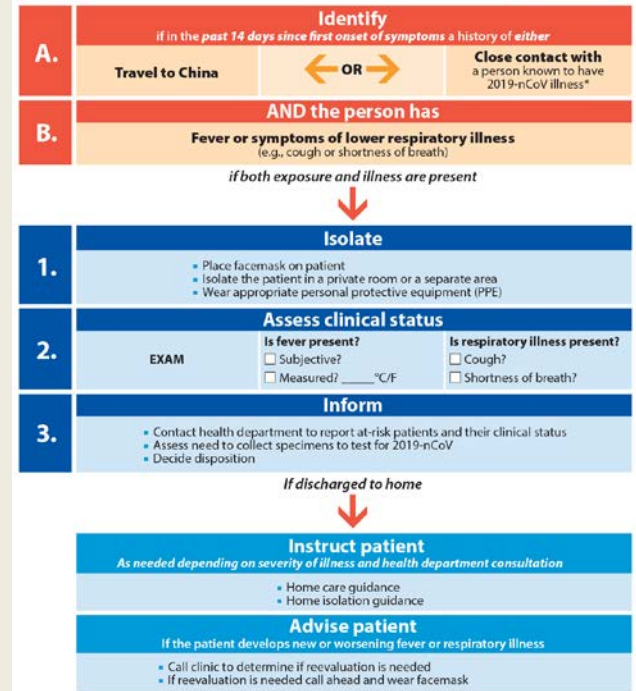 A.
Identify
if in the past 14 days since first onset of symptoms a history of either
Travel to China
OR
Close contact with
a person known to have
2019-nCoV illness*
B.
AND the person has
Fever or symptoms of lower respiratory illness
(e.g., cough or shortness of breath)
if both exposure and illness are present
1.
Isolate
▪ Place facemask on patient
▪ Isolate the patient in a private room or a separate area
▪ Wear appropriate personal protective equipment (PPE)
2.
Assess clinical status
EXAM
Is fever present?
☐ Subjective?
☐ Measured? _____°C/F
Is respiratory illness present?
☐ Cough?
☐ Shortness of breath?
3.
Inform
▪ Contact health department to report at-risk patients and their clinical status
▪ Assess need to collect specimens to test for 2019-nCoV
▪ Decide disposition
If discharged to home
Instruct patient
As needed depending on severity of illness and health department consultation
▪ Home care guidance
▪ Home isolation guidance
Advise patient
If the patient develops new or worsening fever or respiratory illness
▪ Call clinic to determine if reevaluation is needed
▪ If reevaluation is needed call ahead and wear facemask